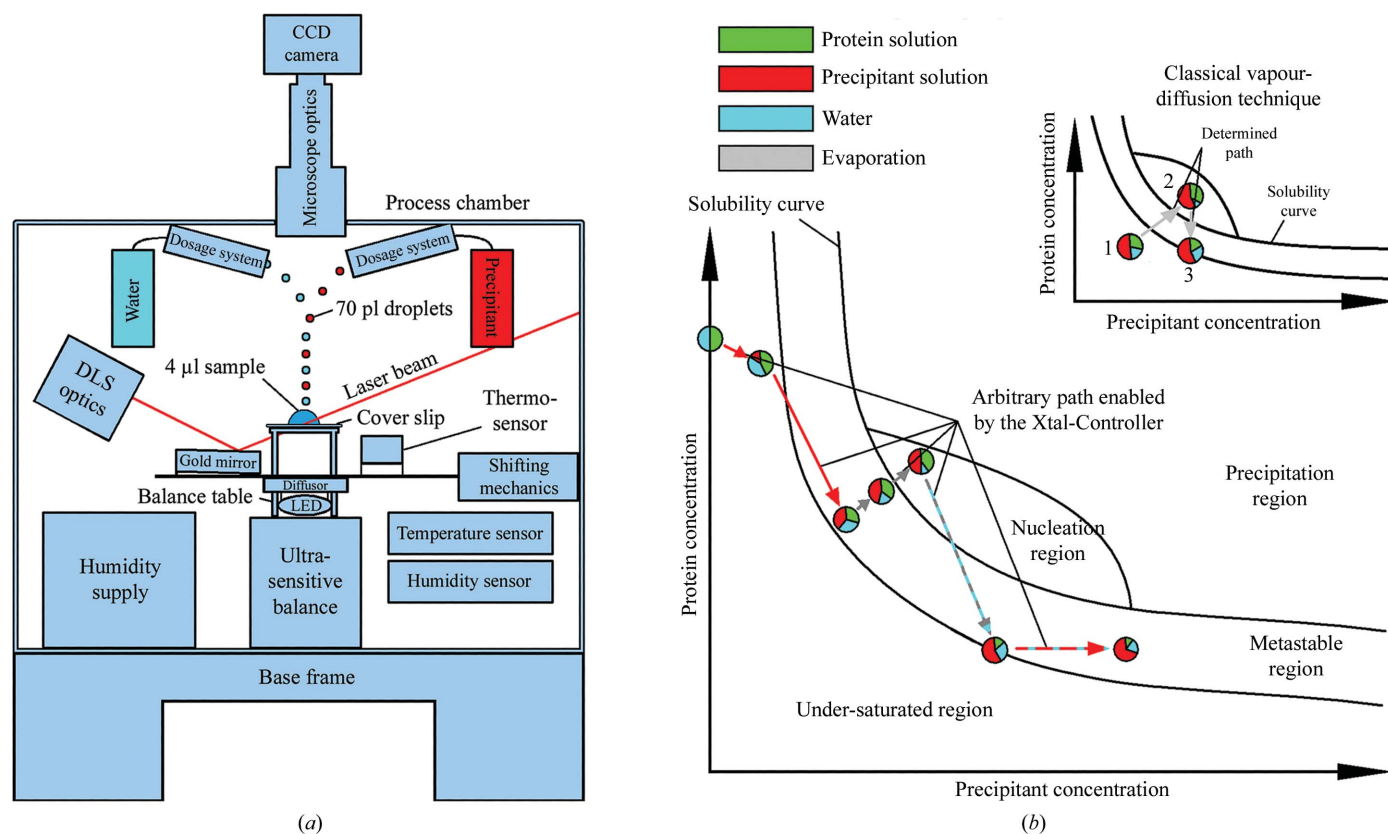 CCD
camera
Microscope optics
Process chamber
Dosage system
Dosage system
Water
Precipitant
70 pl droplets
DLS
optics
4 µl sample
Laser beam
Cover slip
Thermo-
sensor
Gold mirror
Shifting
mechanics
Diffusor
Balance table
LED
Humidity
supply
Ultra-
sensitive
balance
Temperature sensor
Humidity sensor
Base frame
(a)
Protein solution
Precipitant solution
Water
Evaporation
Solubility curve
Classical vapour-
diffusion technique
Determined
path
Solubility
curve
1
2
3
Protein concentration
Precipitant concentration
Arbitrary path enabled
by the Xtal-Controller
Precipitation
region
Nucleation
region
Metastable
region
Under-saturated region
Protein concentration
Precipitant concentration
(b)